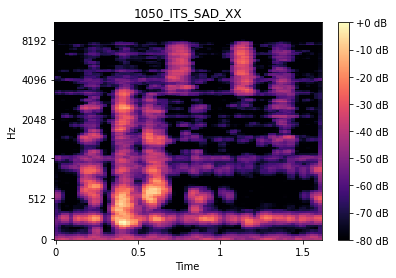 1050_ITS_SAD_XX
8192
4096
2048
1024
512
0
Hz
0
0.5
1
1.5
Time
+0 dB
-10 dB
-20 dB
-30 dB
-40 dB
-50 dB
-60 dB
-70 dB
-80 dB